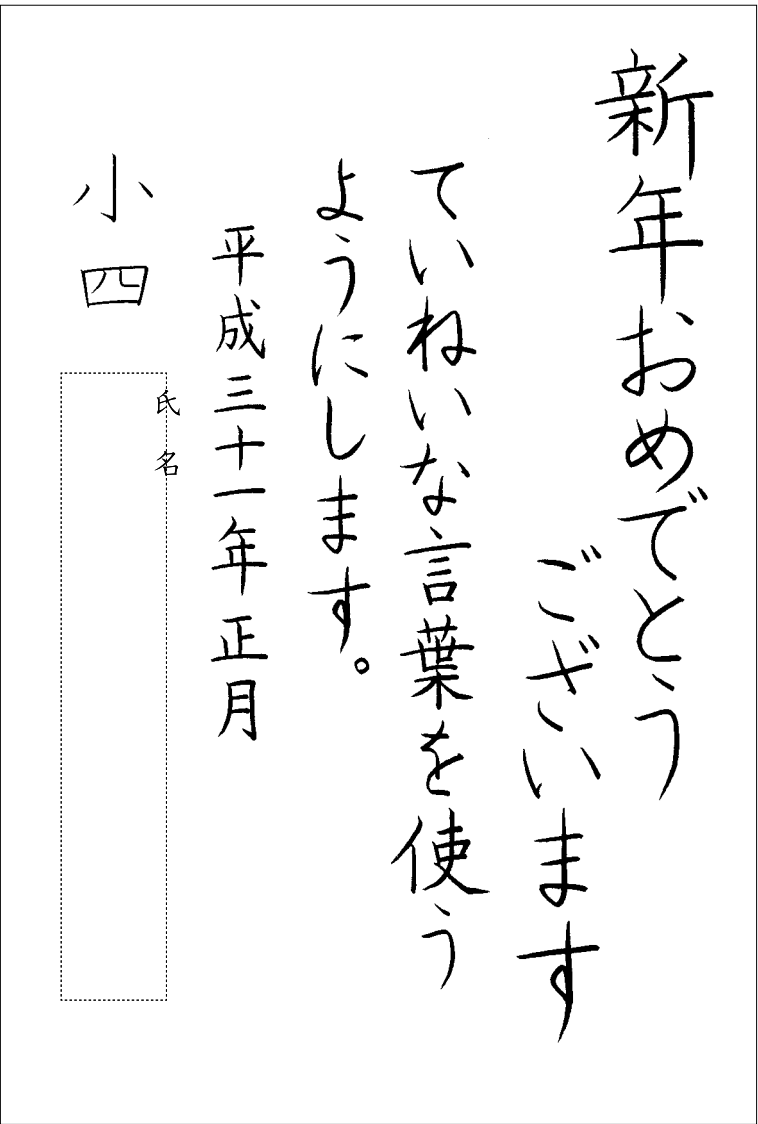 新年おめでとう
ございます
ていねいな言葉を使う
ようにします。
平成三十一年正月
小四
氏名